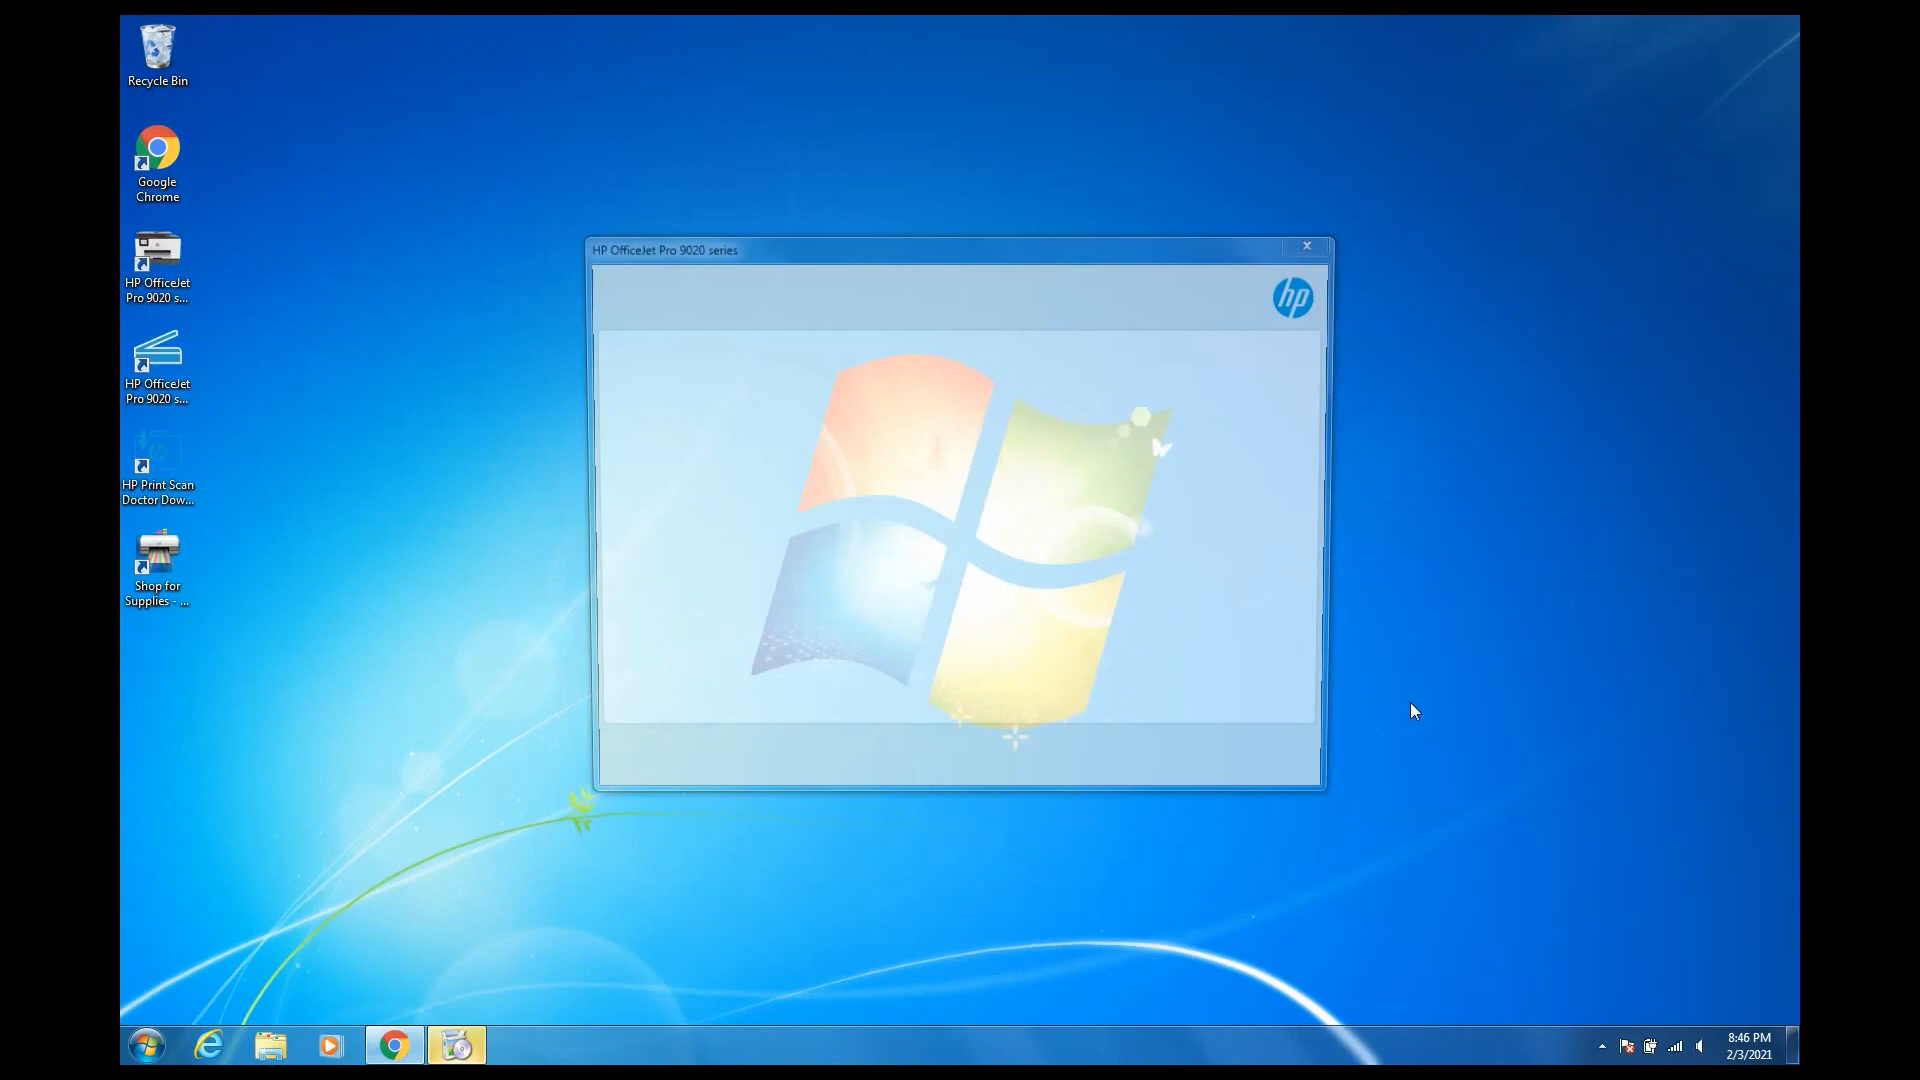 Recycle Bin
Google
Chrome
HP OfficeJet
Pro 9020 s...
HP OfficeJet
Pro 9020 s...
HP Print Scan
Doctor Dow...
Shop for
Supplies - ...
HP OfficeJet Pro 9020 series
hp
8:46 PM
2/3/2021